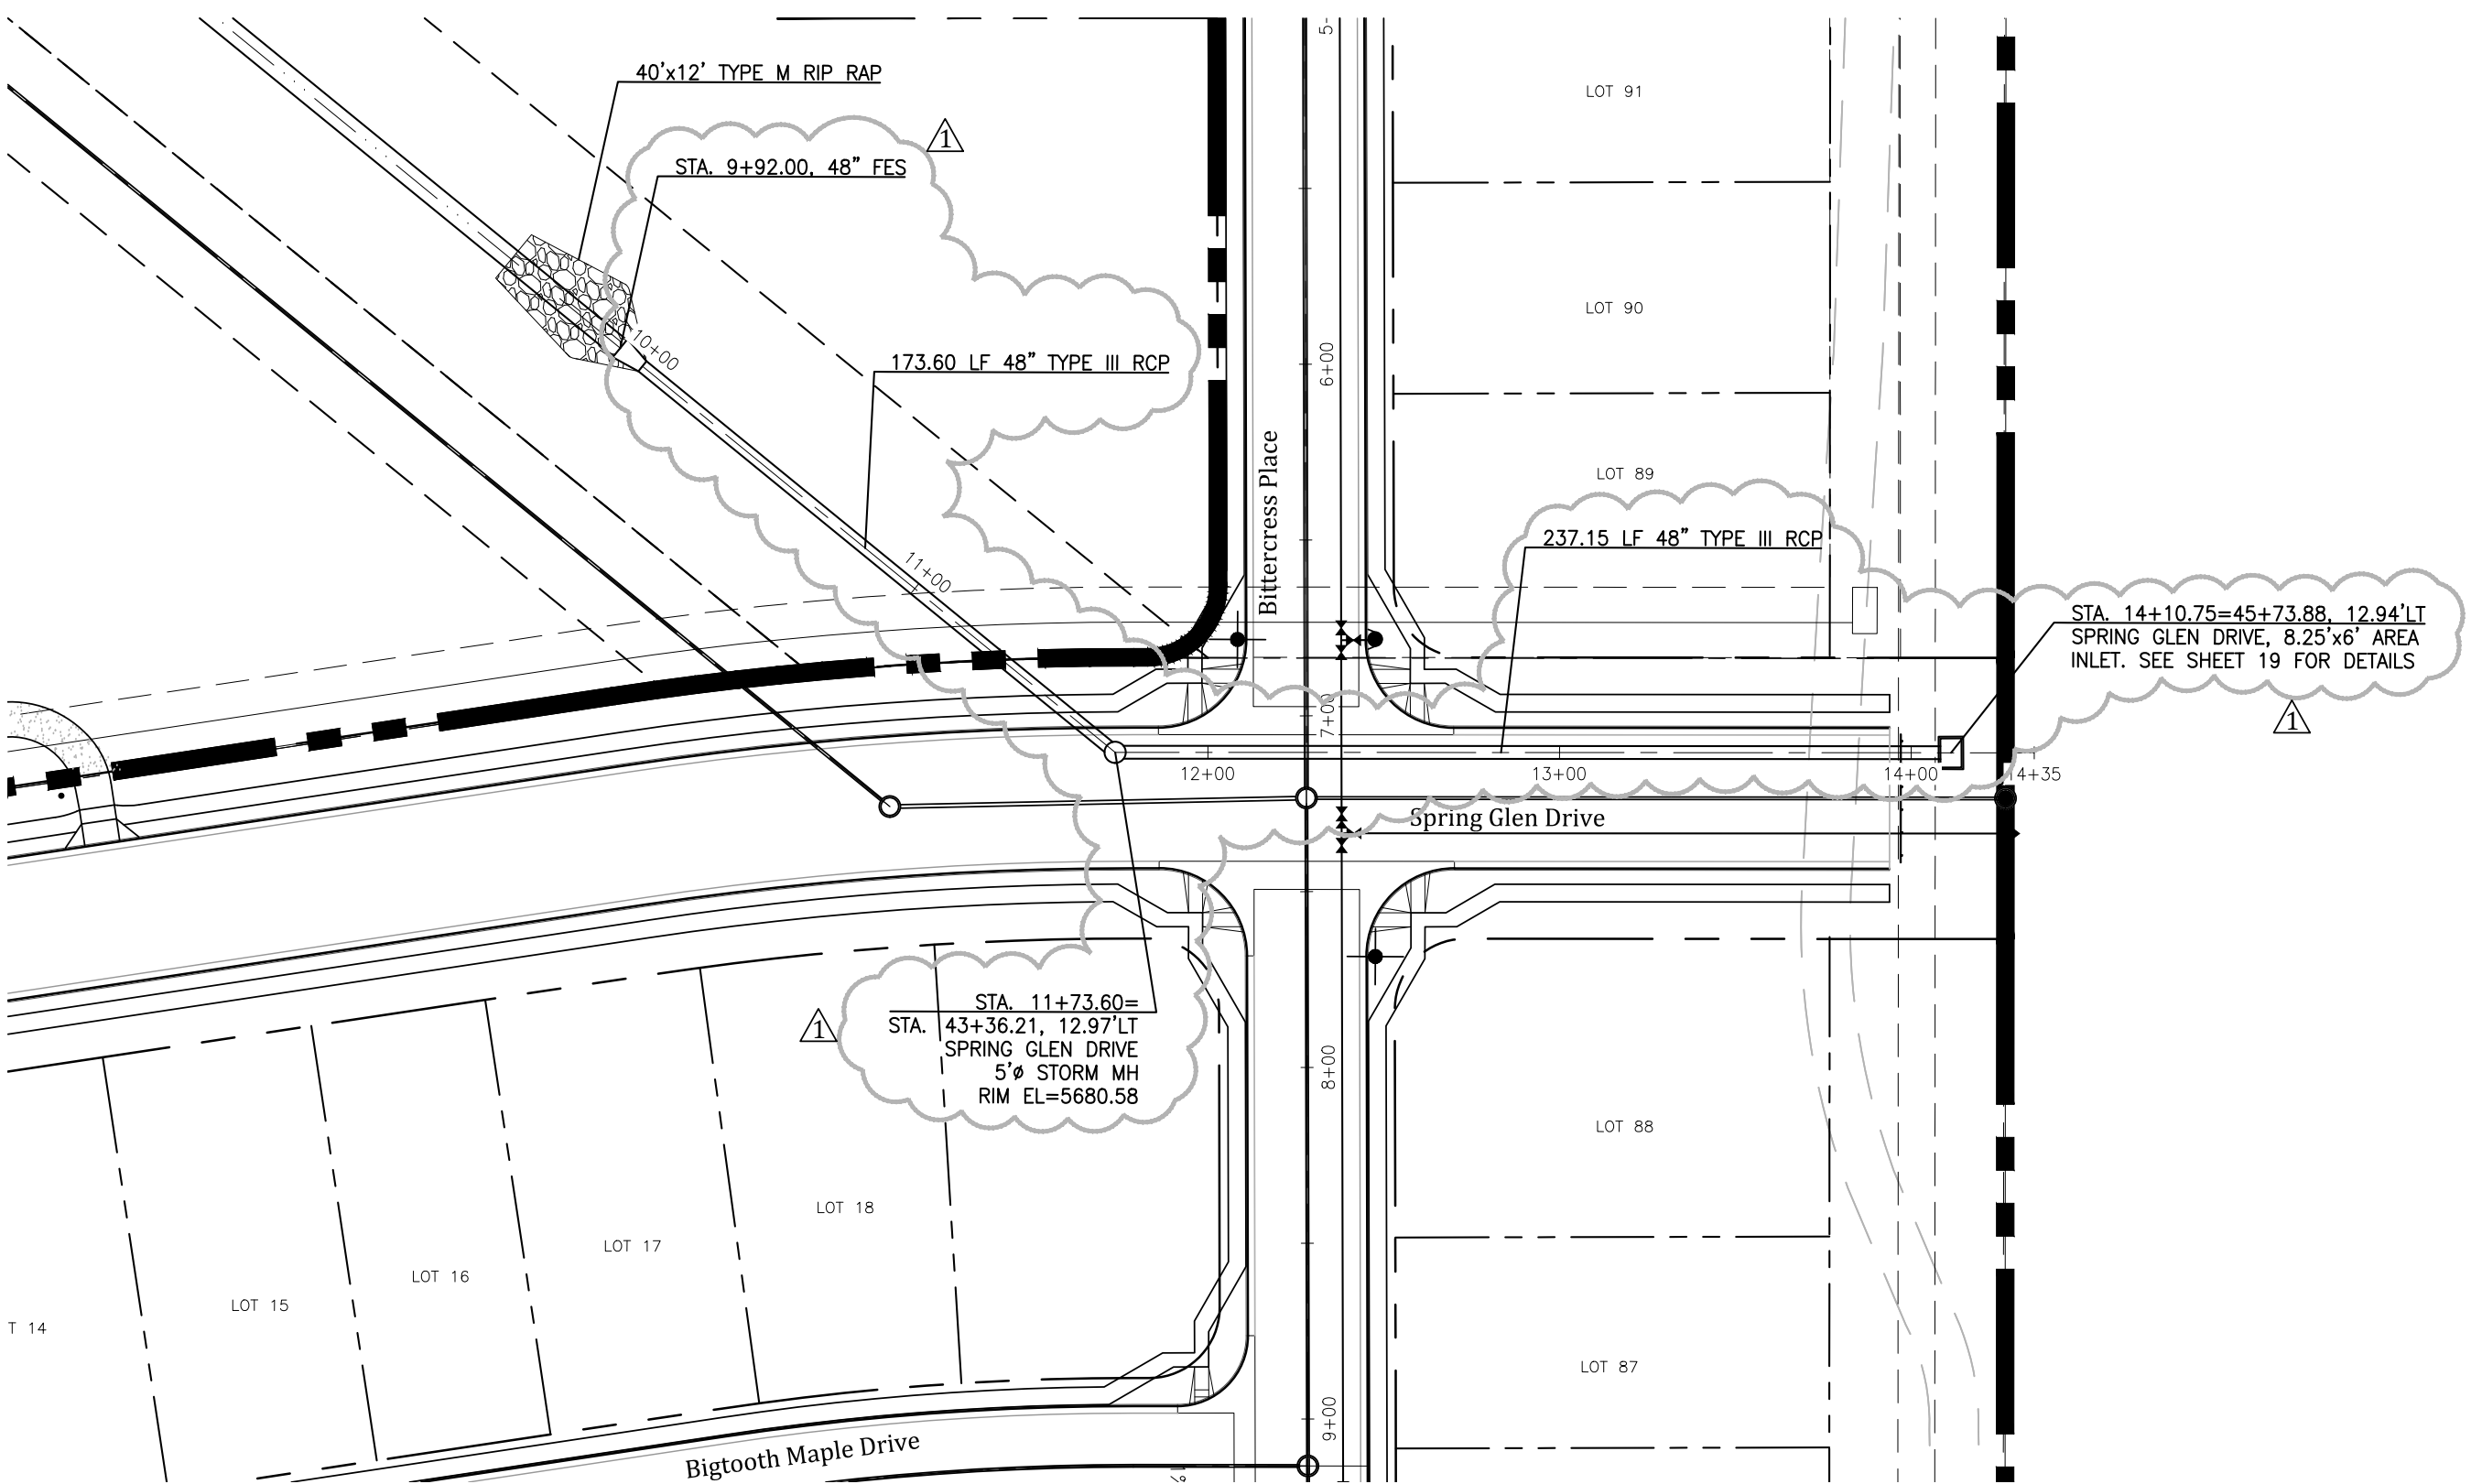 40'x12' TYPE M RIP RAP
1
STA. 9+92.00, 48" FES
10+00
173.60 LF 48" TYPE III RCP
11+00
5-
LOT 91
LOT 90
6+00
LOT 89
Bittercress Place
237.15 LF 48" TYPE III RCP
STA. 14+10.75=45+73.88, 12.94'LT
SPRING GLEN DRIVE, 8.25'x6' AREA
INLET. SEE SHEET 19 FOR DETAILS
1
7+00
12+00
13+00
14+00
14+35
Spring Glen Drive
1
STA. 11+73.60=
STA. 43+36.21, 12.97'LT
SPRING GLEN DRIVE
5'ø STORM MH
RIM EL=5680.58
8+00
LOT 88
LOT 18
LOT 17
LOT 16
LOT 15
T 14
LOT 87
9+00
Bigtooth Maple Drive